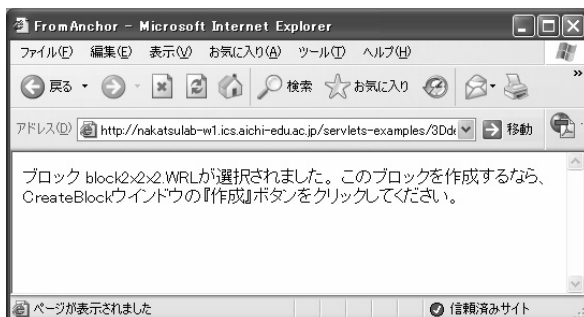 FromAnchor - Microsoft Internet Explorer
ファイル(F) 編集(E) 表示(V) お気に入り(A) ツール(T) ヘルプ(H)
戻る 検索 お気に入り »
アドレス(D) http://nakatsulab-w1.ics.aichi-edu.ac.jp/servlets-examples/3Dde 移動
ブロック block2x2x2.WRLが選択されました。このブロックを作成するなら、
CreateBlockウインドウの『作成』ボタンをクリックしてください。
ページが表示されました 信頼済みサイト